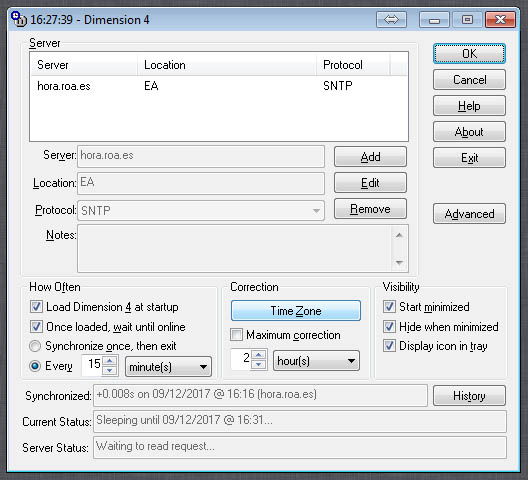 16:27:39 - Dimension 4
Server
Server Location Protocol
hora.roa.es EA SNTP
Server: hora.roa.es
Location: EA
Protocol: SNTP
Notes:
Add
Edit
Remove
OK
Cancel
Help
About
Exit
Advanced
How Often
Load Dimension 4 at startup
Once loaded, wait until online
Synchronize once, then exit
Every 15 minute(s)
Correction
Time Zone
Maximum correction
2 hour(s)
Visibility
Start minimized
Hide when minimized
Display icon in tray
Synchronized: +0.008s on 09/12/2017 @ 16:16 (hora.roa.es) History
Current Status: Sleeping until 09/12/2017 @ 16:31...
Server Status: Waiting to read request...